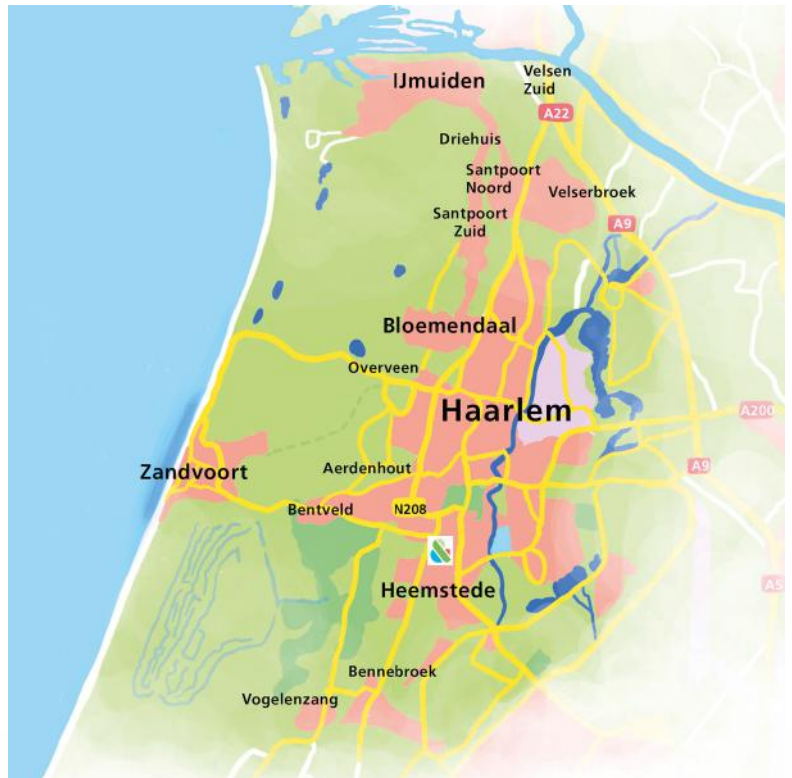 IJmuiden
Velsen
Zuid
A22
Driehuis
Santpoort
Noord
Velserbroek
Santpoort
Zuid
A9
Bloemendaal
Overveen
Haarlem
A200
Zandvoort
Aerdenhout
A9
Bentveld
N208
Heemstede
A5
Bennebroek
Vogelenzang